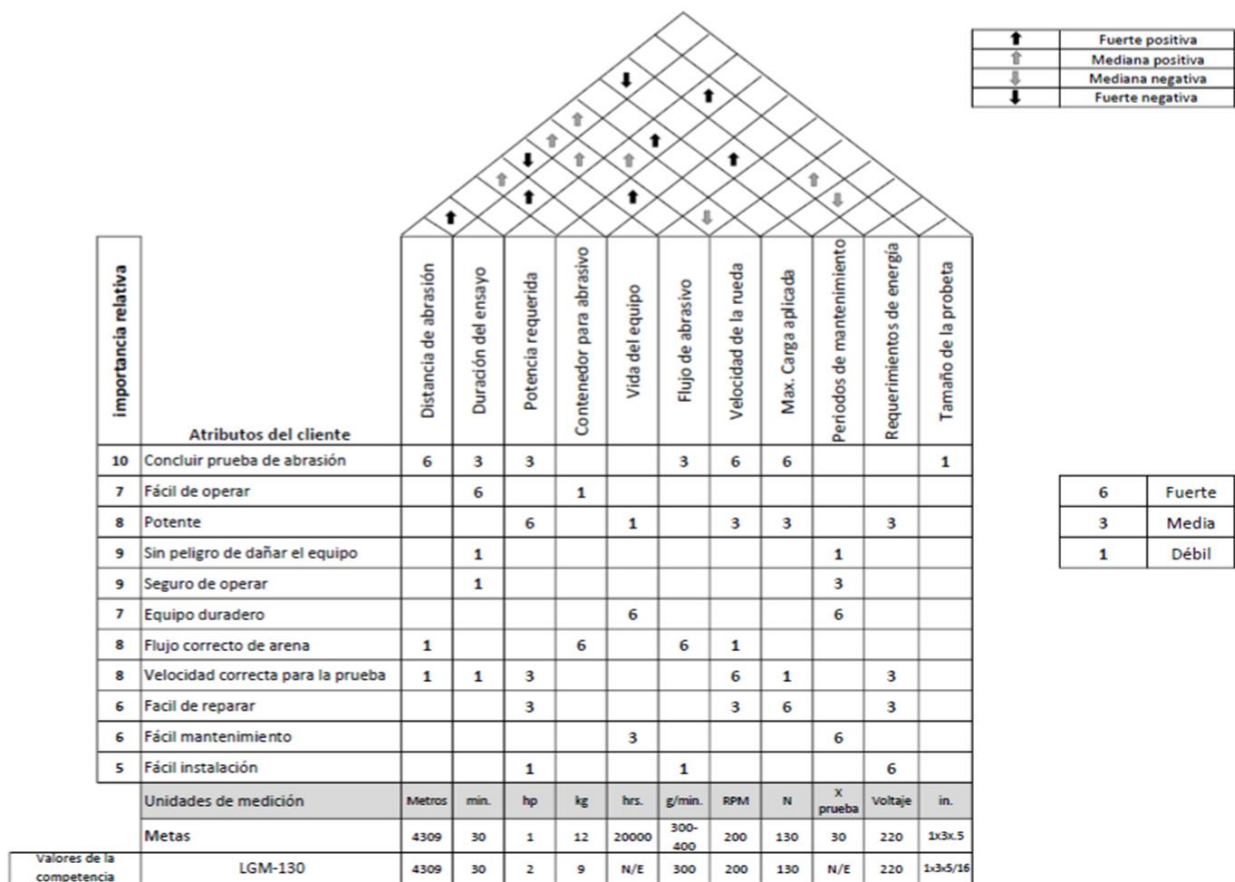 Fuerte positiva
Mediana positiva
Mediana negativa
Fuerte negativa
importancia relativa
Atributos del cliente
Distancia de abrasión
Duración del ensayo
Potencia requerida
Contenedor para abrasivo
Vida del equipo
Flujo de abrasivo
Velocidad de la rueda
Max. Carga aplicada
Periodos de mantenimiento
Requerimientos de energía
Tamaño de la probeta
10 Concluir prueba de abrasión 6 3 3 3 6 6 1
7 Fácil de operar 6 1
8 Potente 6 1 3 3 3
9 Sin peligro de dañar el equipo 1 1
9 Seguro de operar 1 3
7 Equipo duradero 6 6
8 Flujo correcto de arena 1 6 6 1
8 Velocidad correcta para la prueba 1 1 3 6 1 3
6 Facil de reparar 3 3 6 3
6 Fácil mantenimiento 3 6
5 Fácil instalación 1 1 6
6 Fuerte
3 Media
1 Débil
Unidades de medición Metros min. hp kg hrs. g/min. RPM N X prueba Voltaje in.
Metas 4309 30 1 12 20000 300-400 200 130 30 220 1x3x.5
Valores de la competencia LGM-130 4309 30 2 9 N/E 300 200 130 N/E 220 1x3x5/16